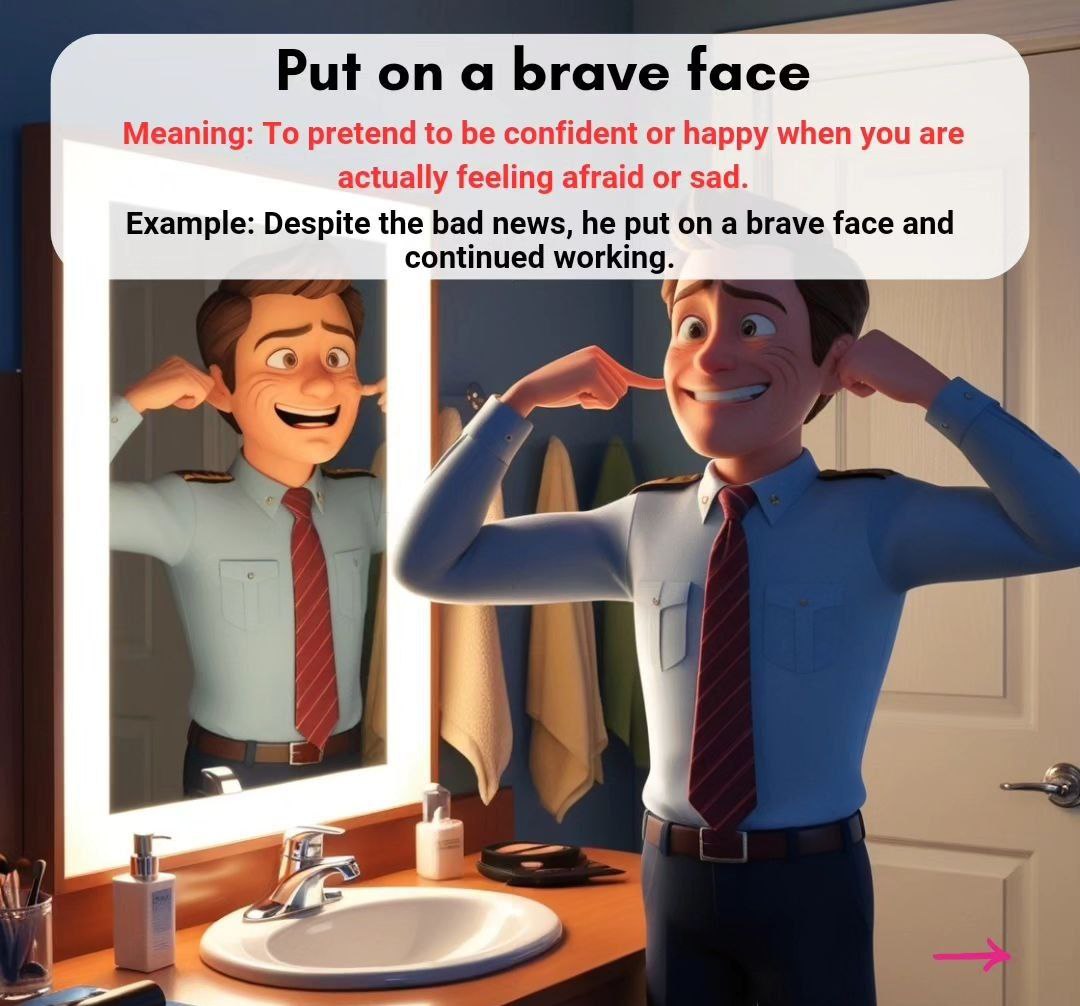 Put on a brave face
Meaning: To pretend to be confident or happy when you are
actually feeling afraid or sad.
Example: Despite the bad news, he put on a brave face and
continued working.